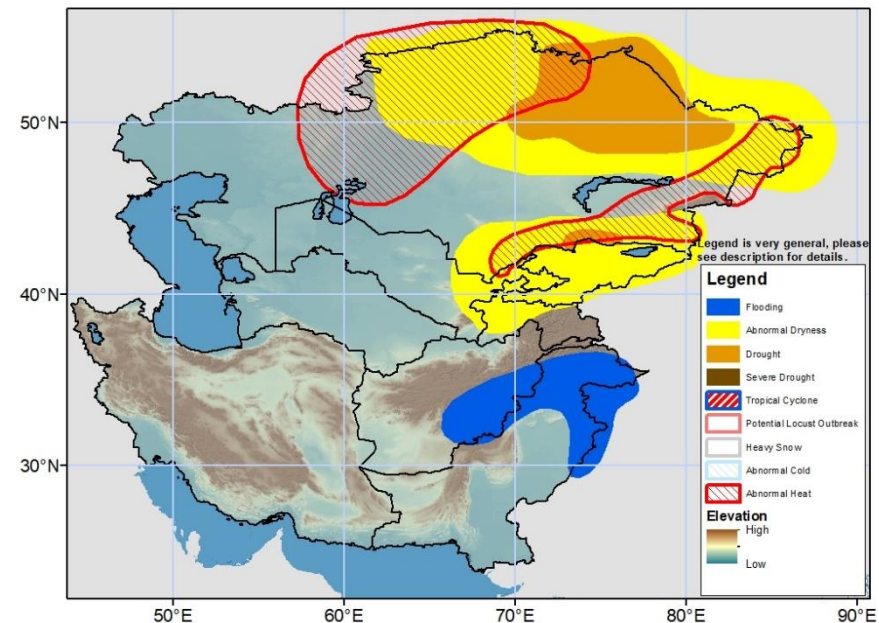 50°N
40°N
30°N
50°E
60°E
70°E
80°E
90°E
Legend is very general, please
see description for details.
Legend
Flooding
Abnormal Dryness
Drought
Severe Drought
Tropical Cyclone
Potential Locust Outbreak
Heavy Snow
Abnormal Cold
Abnormal Heat
Elevation
High
Low